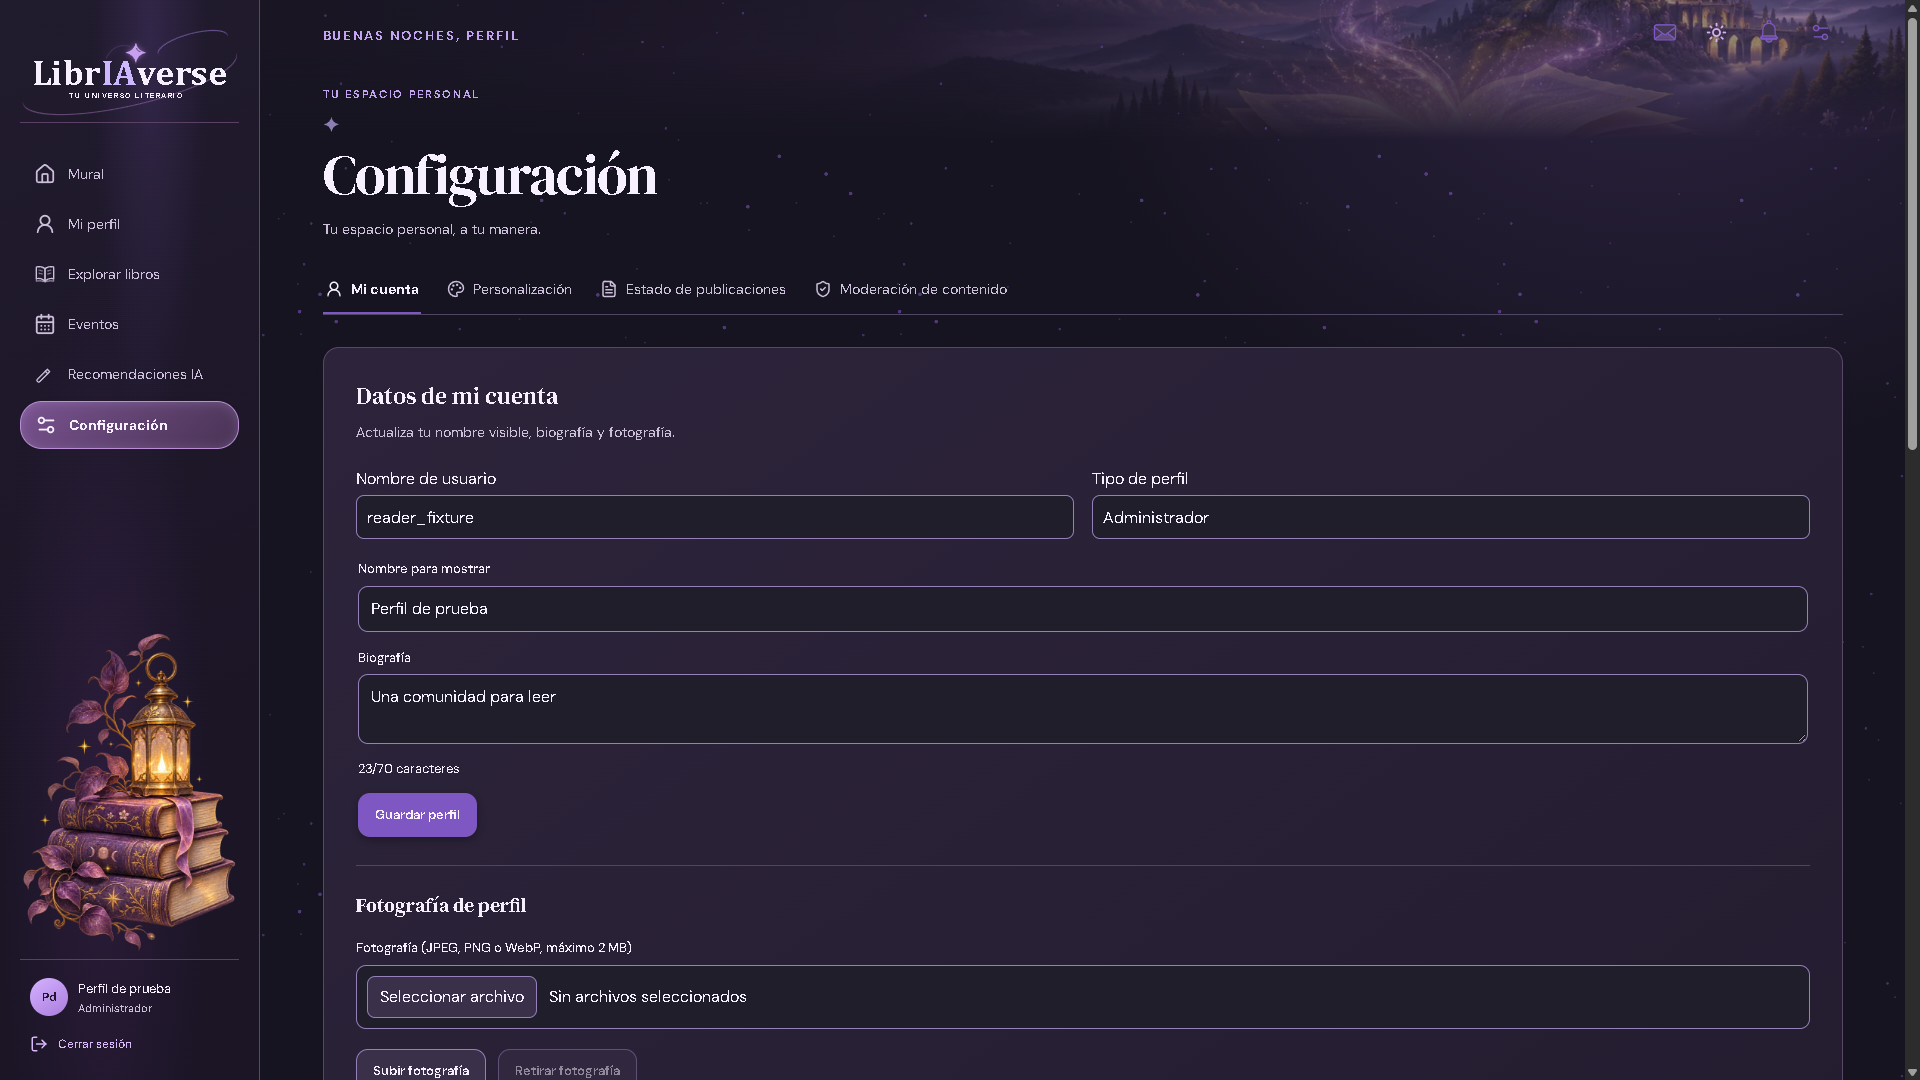 LibrIAverse
TU UNIVERSO LITERARIO
Mural
Mi perfil
Explorar libros
Eventos
Recomendaciones IA
Configuración
Perfil de prueba
Pd
Administrador
Cerrar sesión
BUENAS NOCHES, PERFIL
TU ESPACIO PERSONAL
Configuración
Tu espacio personal, a tu manera.
Mi cuenta
Personalización
Estado de publicaciones
Moderación de contenido
Datos de mi cuenta
Actualiza tu nombre visible, biografía y fotografía.
Nombre de usuario
reader_fixture
Tipo de perfil
Administrador
Nombre para mostrar
Perfil de prueba
Biografía
Una comunidad para leer
23/70 caracteres
Guardar perfil
Fotografía de perfil
Fotografía (JPEG, PNG o WebP, máximo 2 MB)
Seleccionar archivo Sin archivos seleccionados
Subir fotografía
Retirar fotografía